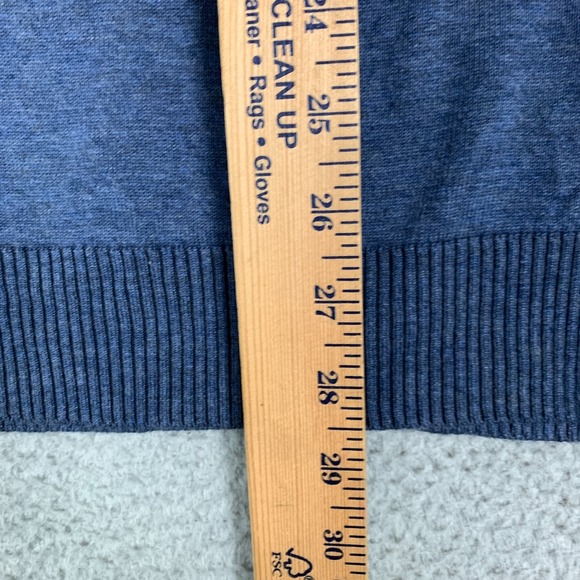 CLEAN UP
aner • Rags • Gloves
24
25
26
27
28
29
30
FSC